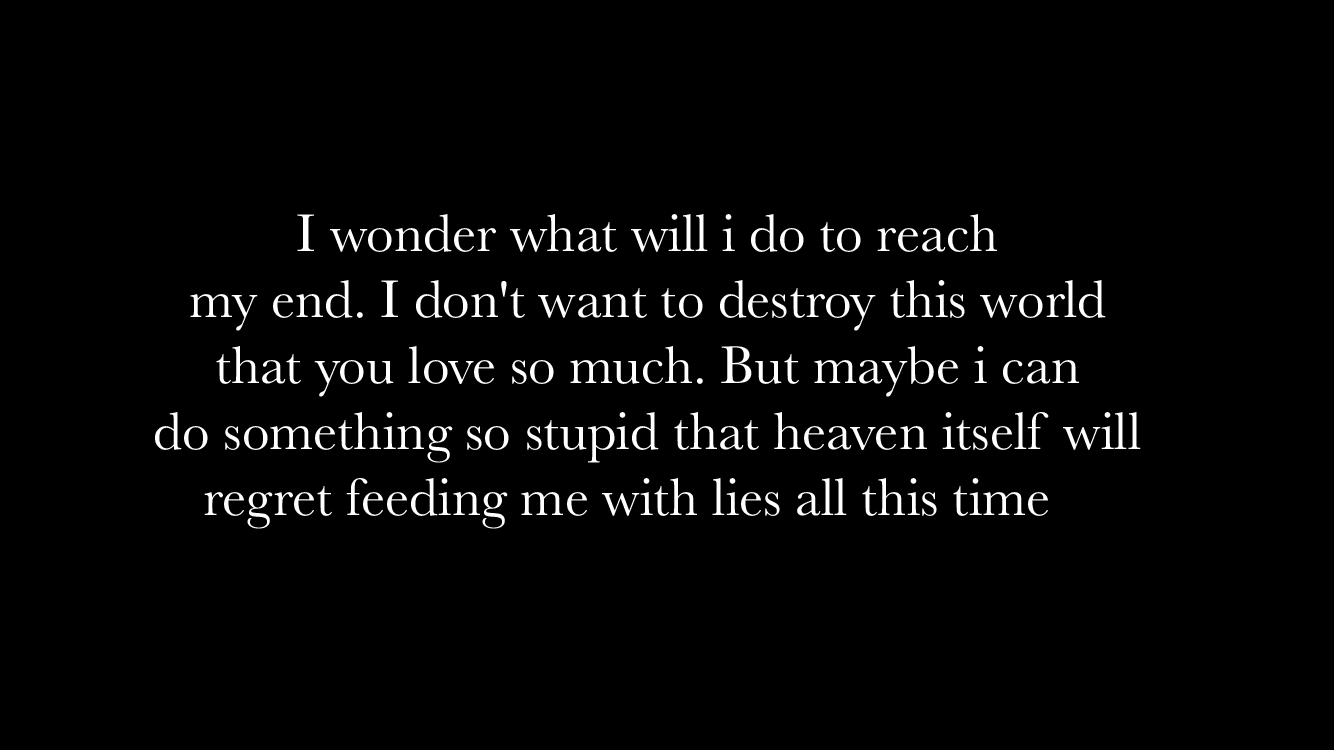 I wonder what will i do to reach
my end. I don't want to destroy this world
that you love so much. But maybe i can
do something so stupid that heaven itself will
regret feeding me with lies all this time